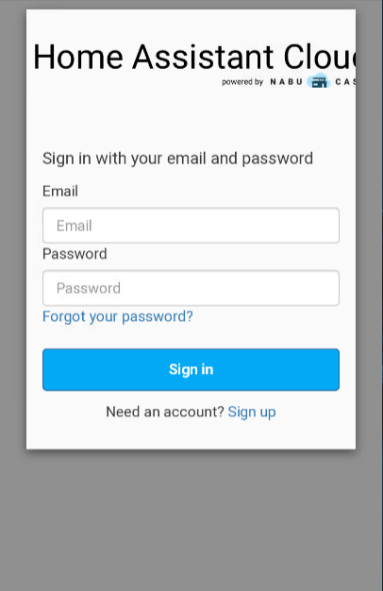 Home Assistant Clou
powered by NABU CAS
Sign in with your email and password
Email
Email
Password
Password
Forgot your password?
Sign in
Need an account? Sign up